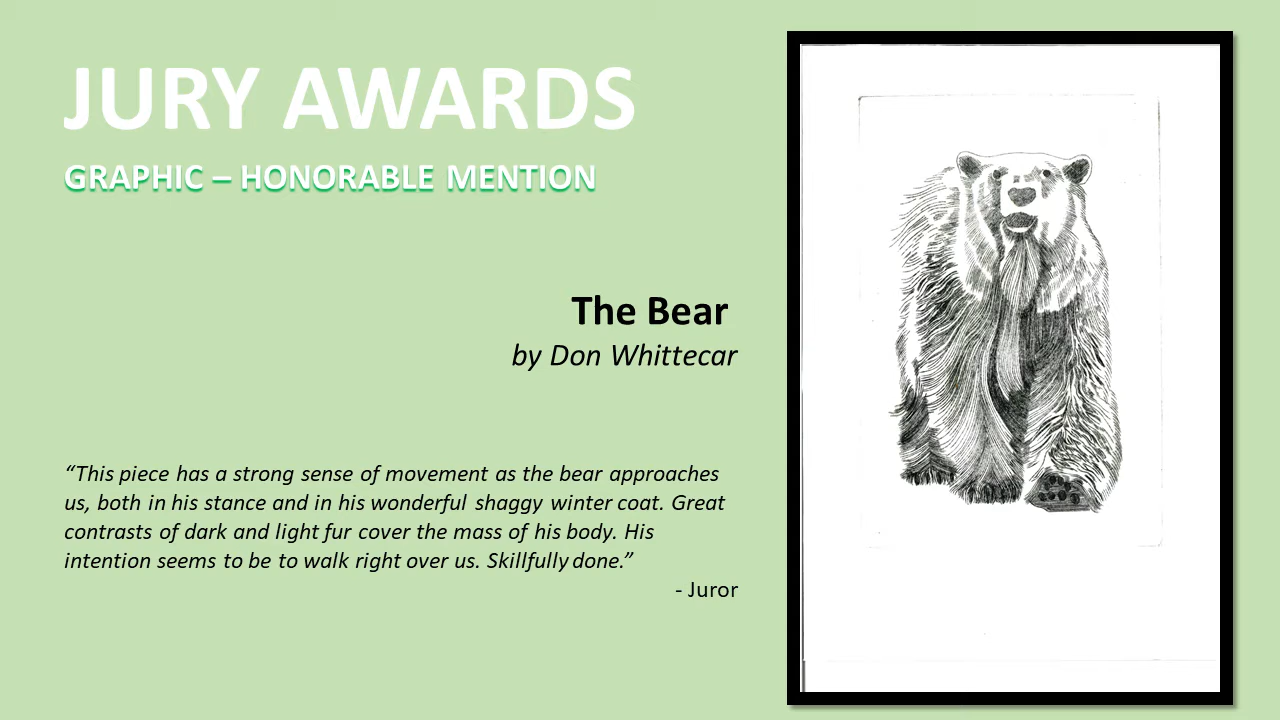 JURY AWARDS
GRAPHIC – HONORABLE MENTION
The Bear
by Don Whittecar
“This piece has a strong sense of movement as the bear approaches
us, both in his stance and in his wonderful shaggy winter coat. Great
contrasts of dark and light fur cover the mass of his body. His
intention seems to be to walk right over us. Skillfully done.”
- Juror